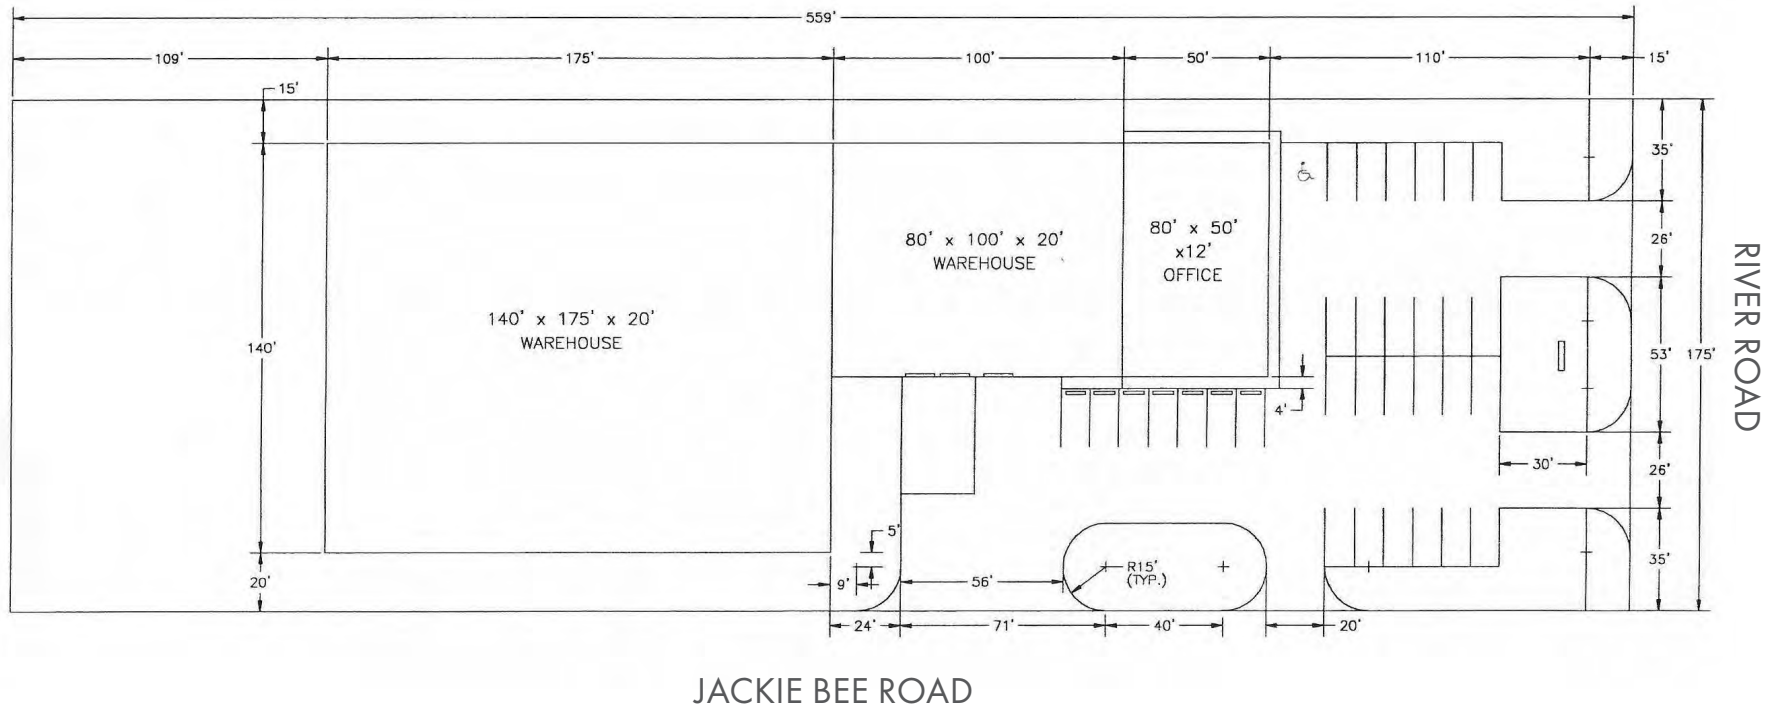 559'
109'
175'
100'
50'
110'
15'
15'
35'
80' x 100' x 20'
WAREHOUSE
80' x 50'
x12'
OFFICE
26'
RIVER ROAD
140' x 175' x 20'
WAREHOUSE
140'
53'
175'
4'
30'
26'
5'
20'
9'
56'
R15'
(TYP.)
35'
24'
71'
40'
20'
JACKIE BEE ROAD